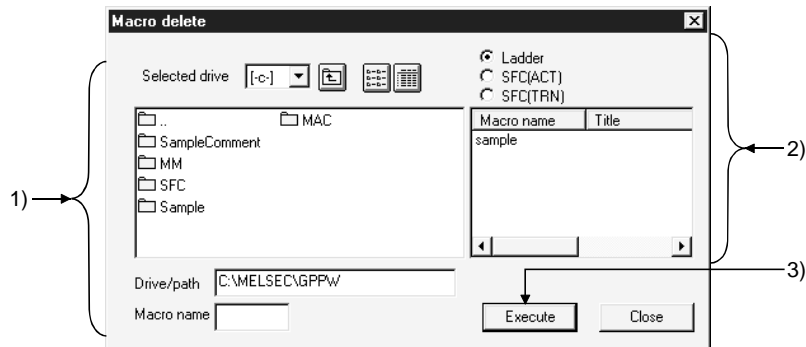 Macro delete
Selected drive [-c-]
Ladder
SFC(ACT)
SFC(TRN)
..
MAC
SampleComment
MM
SFC
Sample
Macro name Title
sample
1)
2)
Drive/path C:\MELSEC\GPPW
3)
Macro name
Execute Close